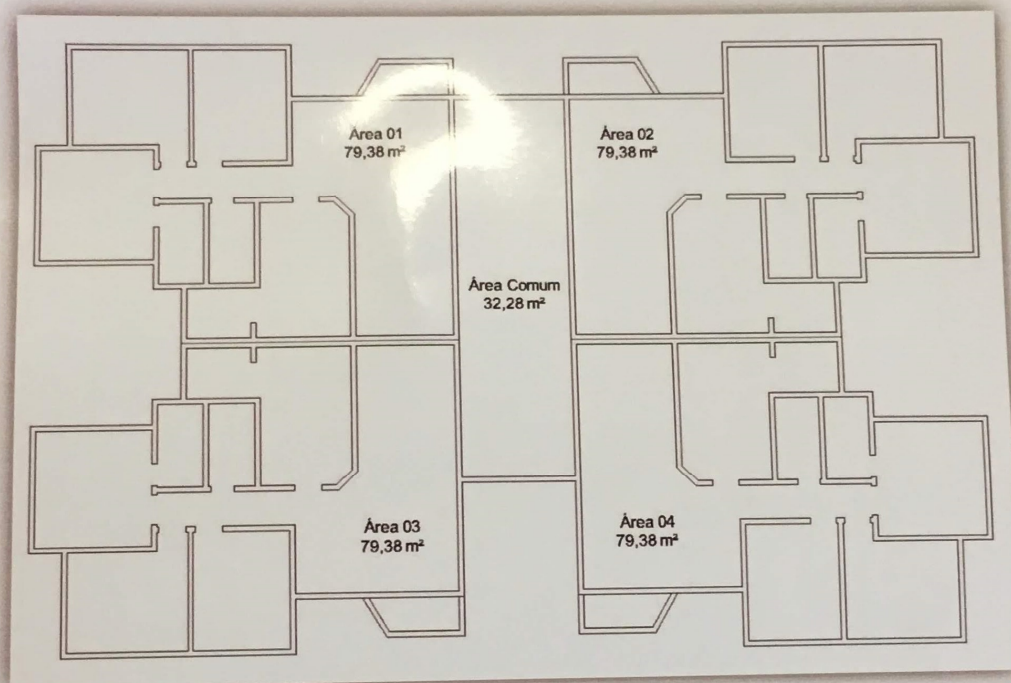 Área 01
79,38 m²
Área 02
79,38 m²
Área Comum
32,28 m²
Área 03
79,38 m²
Área 04
79,38 m²